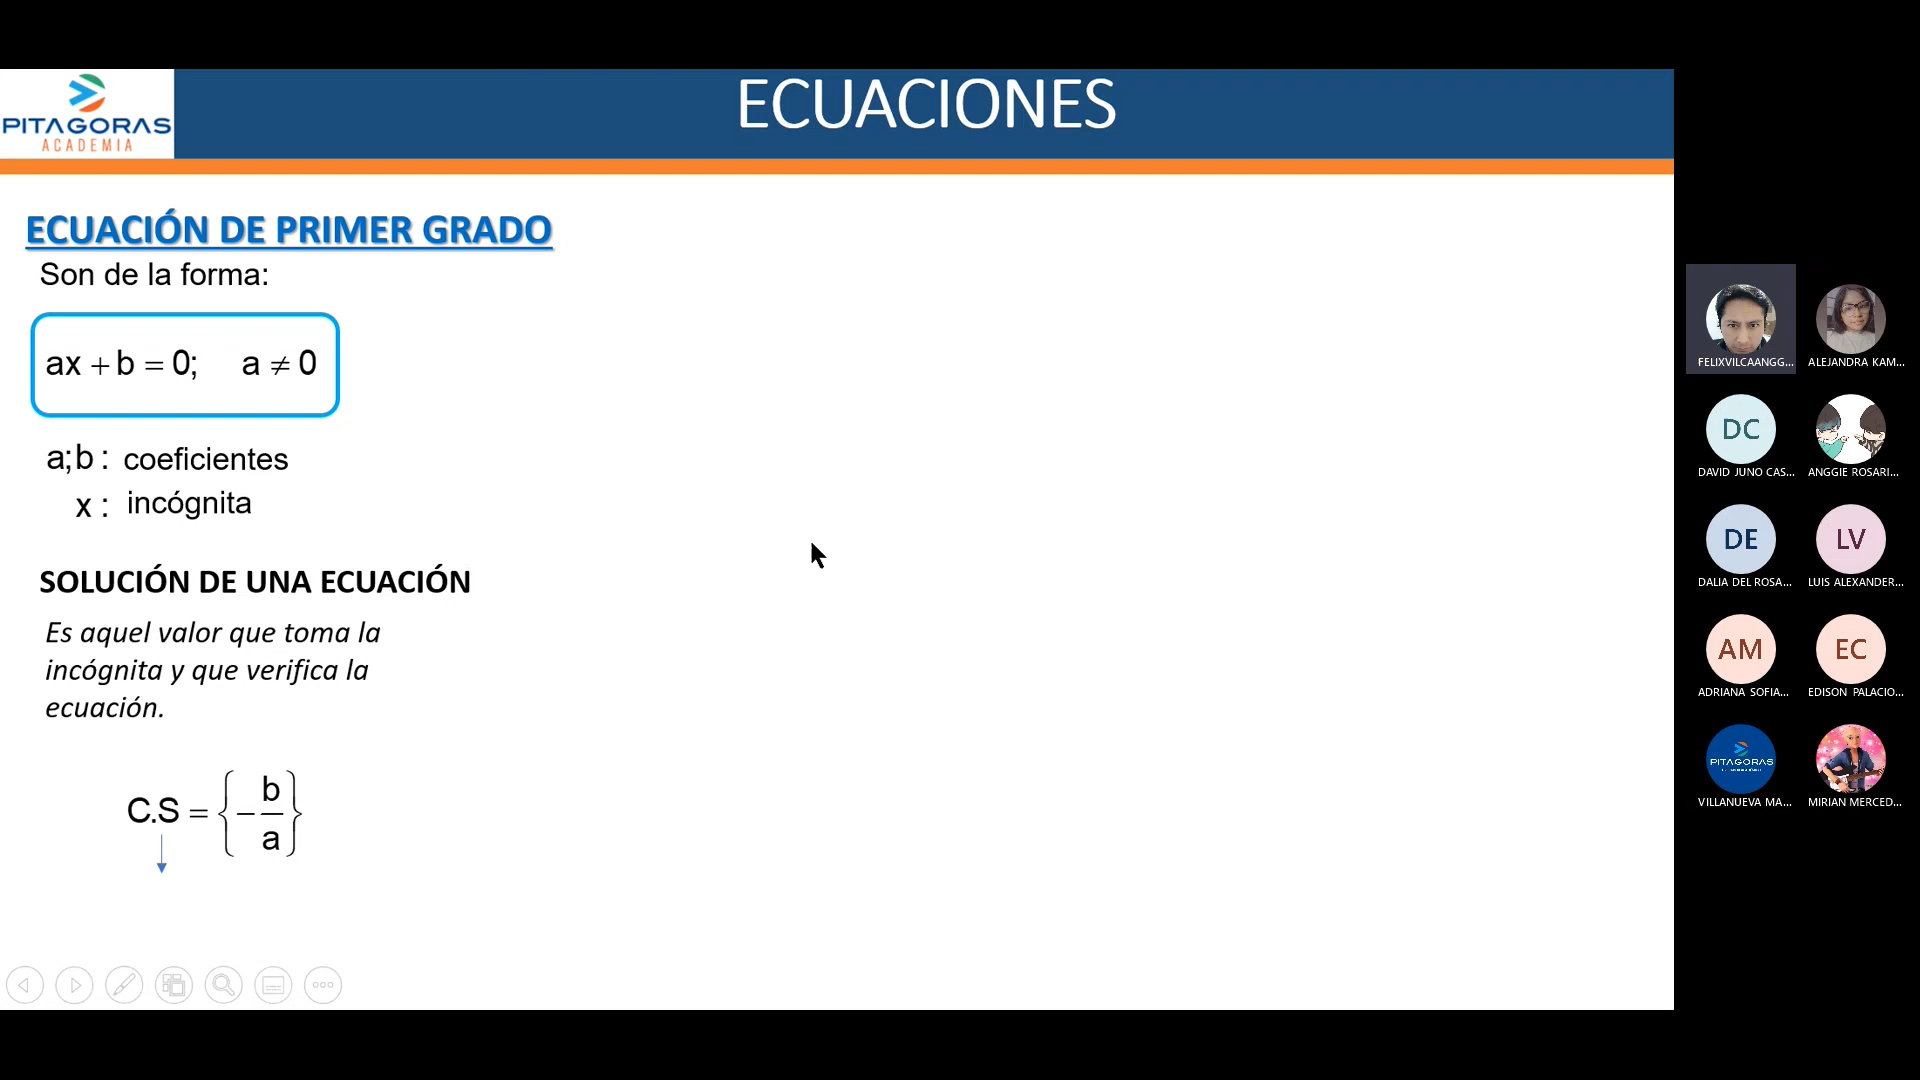 PITAGORAS
ACADEMIA
ECUACIONES
ECUACIÓN DE PRIMER GRADO
Son de la forma:
ax + b = 0;  a ≠ 0
a;b : coeficientes
x : incógnita
SOLUCIÓN DE UNA ECUACIÓN
Es aquel valor que toma la
incógnita y que verifica la
ecuación.
C.S = {− b/a}
FELIXVILCAANGG...
ALEJANDRA KAM...
DC
DAVID JUNO CAS...
ANGGIE ROSARI...
DE
LV
DALIA DEL ROSA...
LUIS ALEXANDER...
AM
EC
ADRIANA SOFIA...
EDISON PALACIO...
PITAGORAS
VILLANUEVA MA...
MIRIAN MERCED...